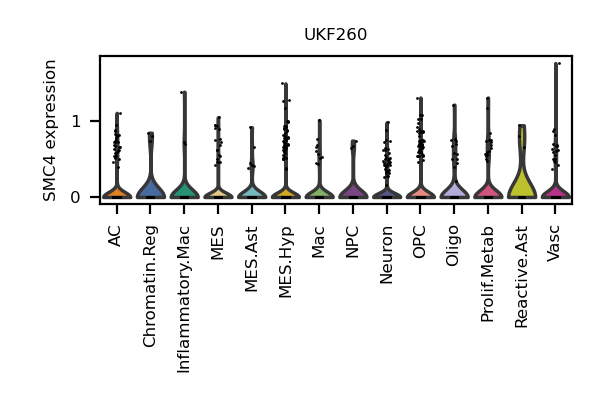 UKF260
SMC4 expression
1
0
AC
Chromatin.Reg
Inflammatory.Mac
MES
MES.Ast
MES.Hyp
Mac
NPC
Neuron
OPC
Oligo
Prolif.Metab
Reactive.Ast
Vasc